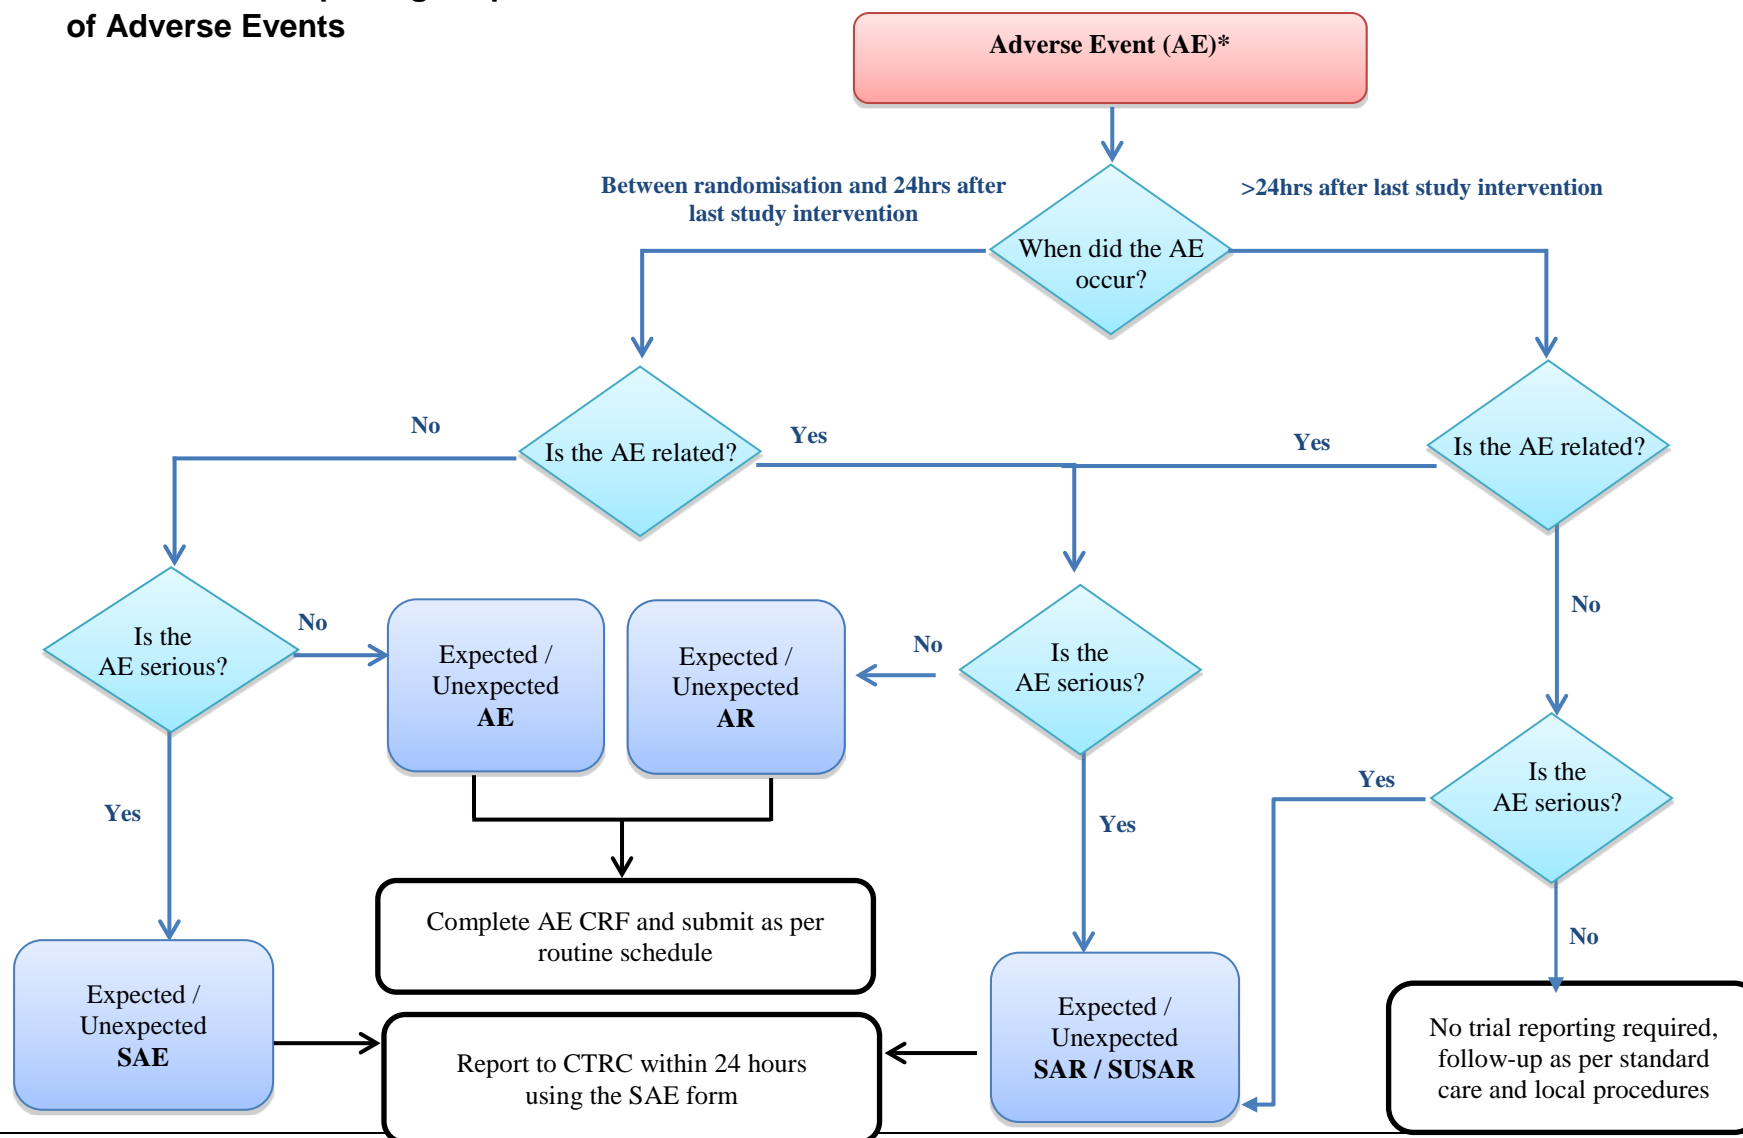 of Adverse Events
Adverse Event (AE)*
Between randomisation and 24hrs after
last study intervention
>24hrs after last study intervention
When did the AE
occur?
No
Is the AE related?
Yes
Yes
Is the AE related?
No
Is the
AE serious?
No
Expected /
Unexpected
AE
Expected /
Unexpected
AR
No
Is the
AE serious?
Yes
Yes
Yes
Is the
AE serious?
No
Complete AE CRF and submit as per
routine schedule
Expected /
Unexpected
SAE
Report to CTRC within 24 hours
using the SAE form
Expected /
Unexpected
SAR / SUSAR
No trial reporting required,
follow-up as per standard
care and local procedures